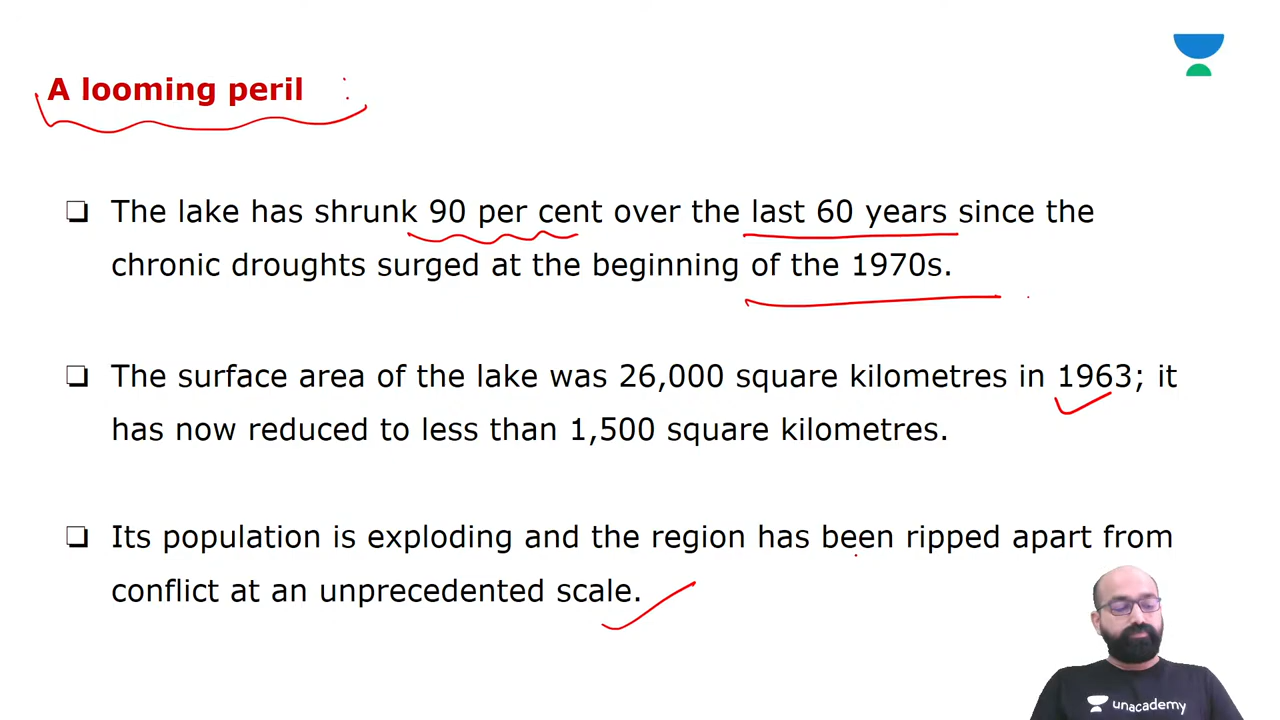 A looming peril
❑ The lake has shrunk 90 per cent over the last 60 years since the
chronic droughts surged at the beginning of the 1970s.
❑ The surface area of the lake was 26,000 square kilometres in 1963; it
has now reduced to less than 1,500 square kilometres.
❑ Its population is exploding and the region has been ripped apart from
conflict at an unprecedented scale.
unacademy